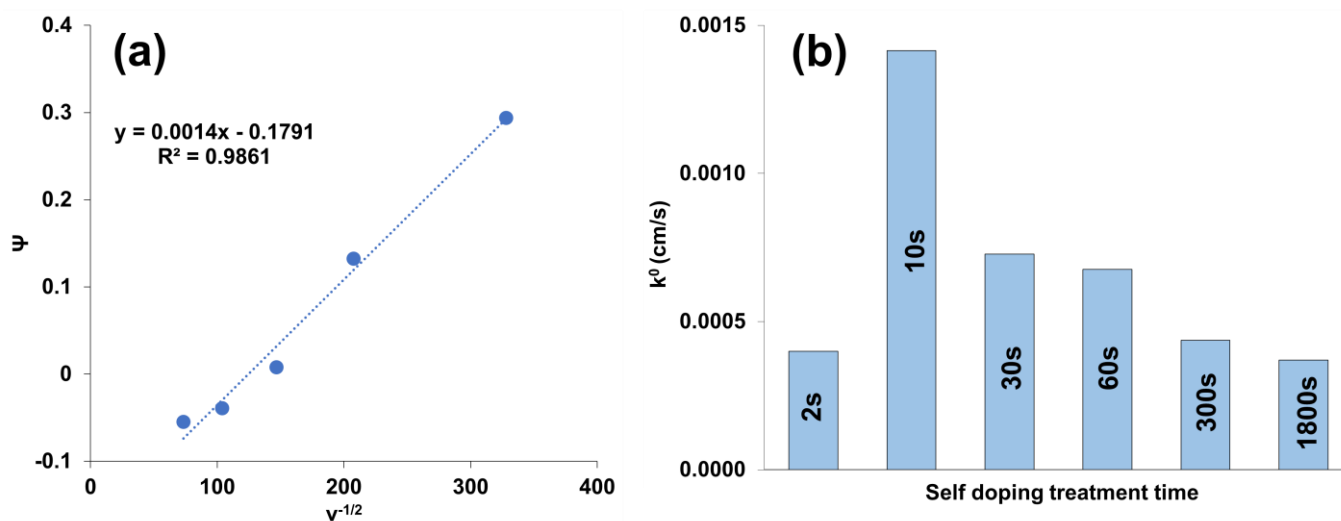 (a)
y = 0.0014x - 0.1791
R² = 0.9861
Ψ
0.4
0.3
0.2
0.1
0
-0.1
0
100
200
300
400
ν⁻¹/²
(b)
k⁰ (cm/s)
0.0015
0.0010
0.0005
0.0000
2s
10s
30s
60s
300s
1800s
Self doping treatment time